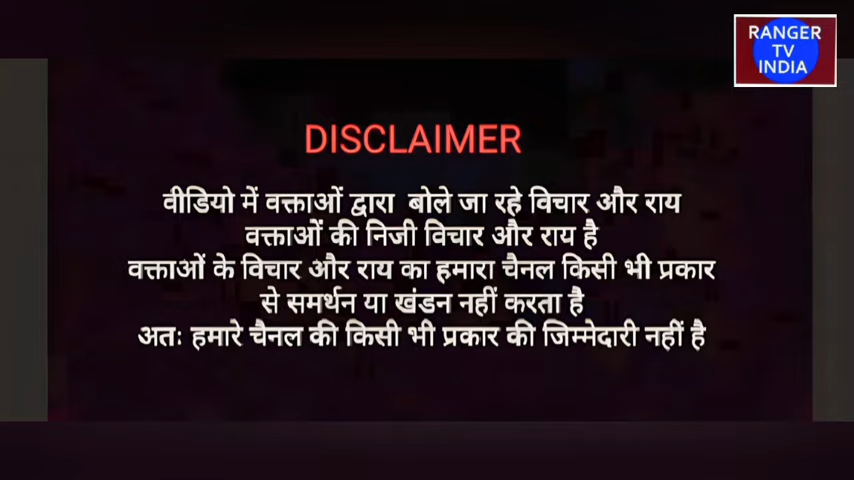 RANGER
TV
INDIA
DISCLAIMER
वीडियो में वक्ताओं द्वारा बोले जा रहे विचार और राय
वक्ताओं की निजी विचार और राय है
वक्ताओं के विचार और राय का हमारा चैनल किसी भी प्रकार
से समर्थन या खंडन नहीं करता है
अतः हमारे चैनल की किसी भी प्रकार की जिम्मेदारी नहीं है